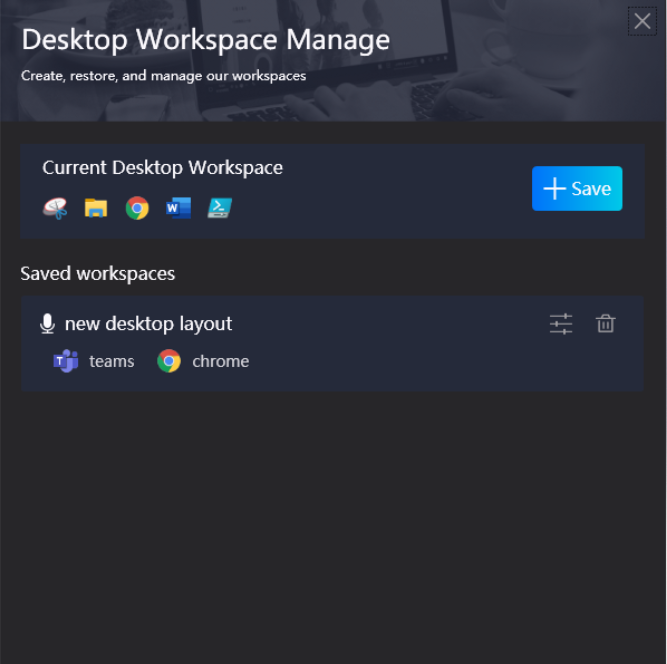 Desktop Workspace Manage
Create, restore, and manage our workspaces
Current Desktop Workspace
Save
Saved workspaces
new desktop layout
teams chrome